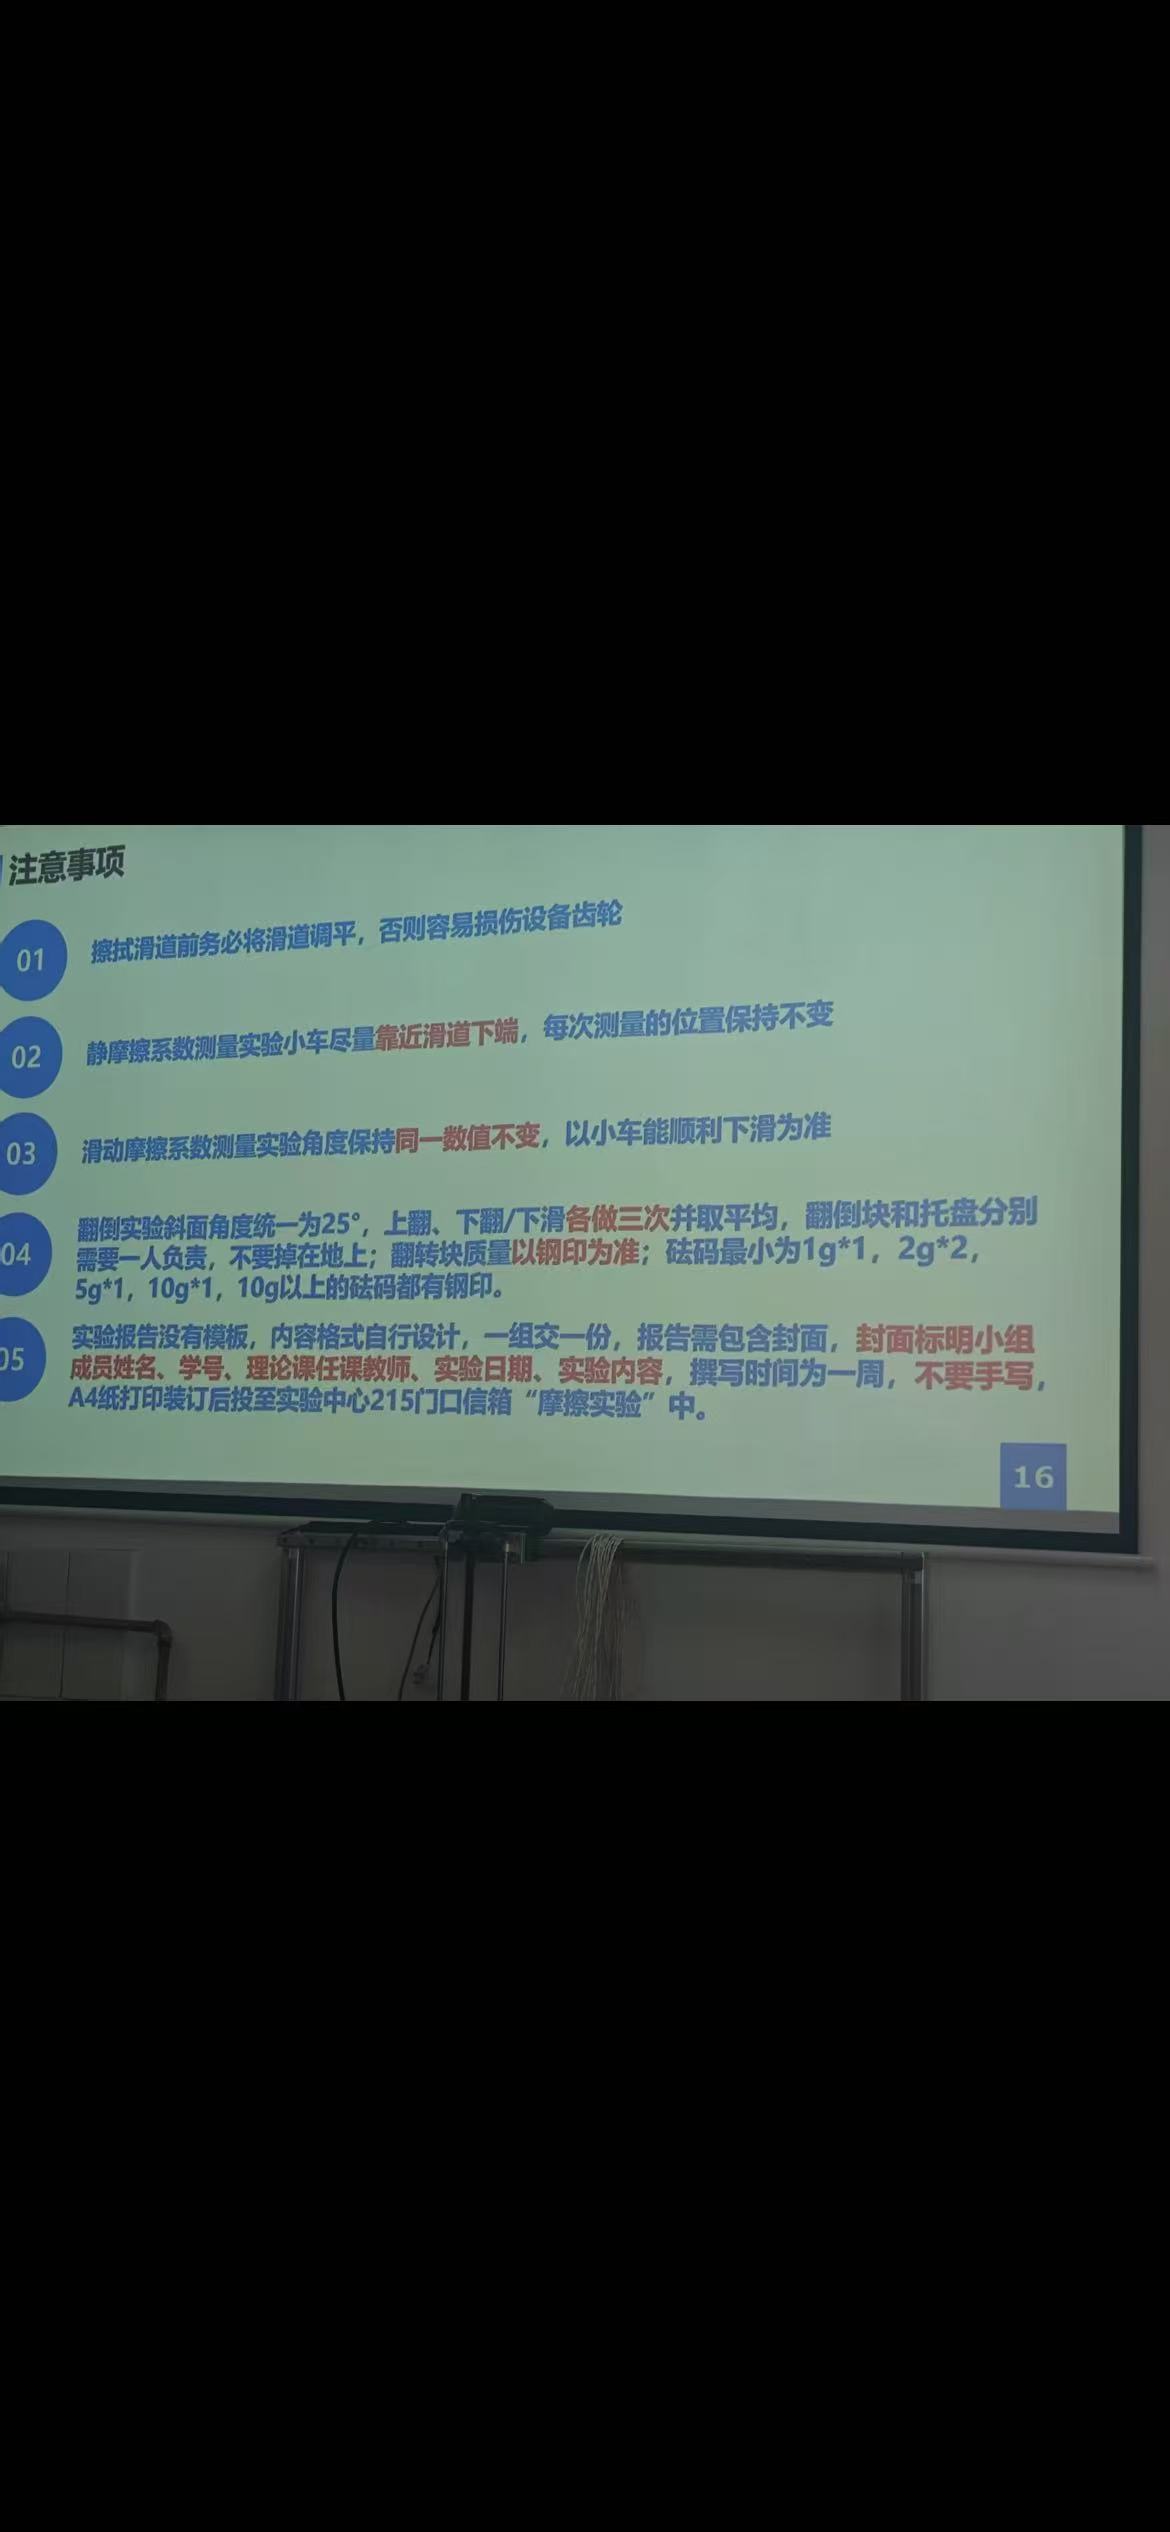 注意事项
01
擦拭滑道前务必将滑道调平，否则容易损伤设备齿轮
02
静摩擦系数测量实验小车尽量靠近滑道下端，每次测量的位置保持不变
03
滑动摩擦系数测量实验角度保持同一数值不变，以小车能顺利下滑为准
04
翻倒实验斜面角度统一为25°，上翻、下翻/下滑各做三次并取平均，翻倒块和托盘分别
需要一人负责，不要掉在地上；翻转块质量以钢印为准；砝码最小为1g*1，2g*2，
5g*1，10g*1，10g以上的砝码都有钢印。
05
实验报告没有模板，内容格式自行设计，一组交一份，报告需包含封面，封面标明小组
成员姓名、学号、理论课任课教师、实验日期、实验内容，撰写时间为一周，不要手写，
A4纸打印装订后投至实验中心215门口信箱“摩擦实验”中。
16